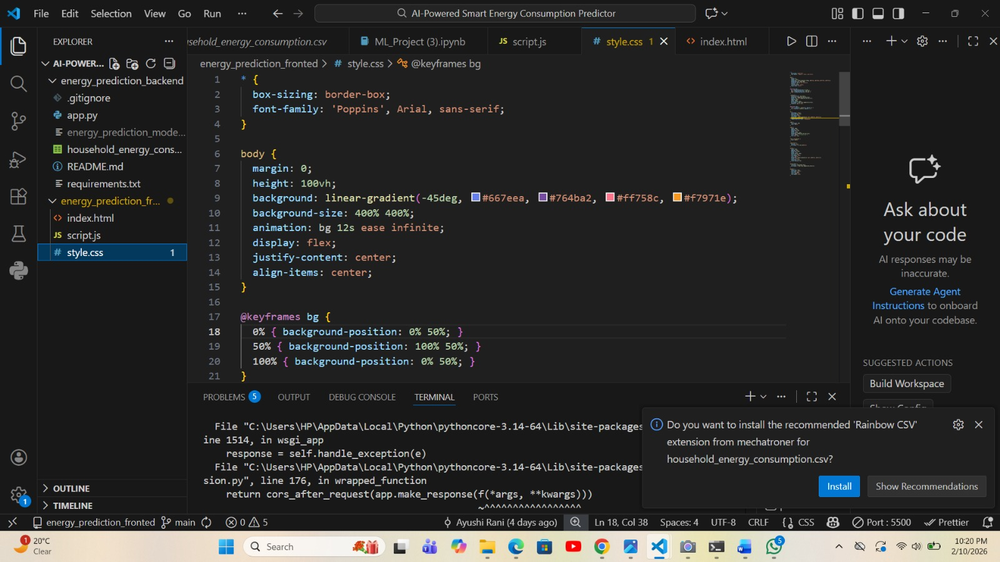 File Edit Selection View Go Run ···
AI-Powered Smart Energy Consumption Predictor
EXPLORER
AI-POWER...
energy_prediction_backend
.gitignore
app.py
energy_prediction_mode...
household_energy_cons...
README.md
requirements.txt
energy_prediction_fr...
index.html
JS script.js
# style.css 1
OUTLINE
TIMELINE
sehold_energy_consumption.csv
ML_Project (3).ipynb
JS script.js
# style.css 1
index.html
energy_prediction_fronted > # style.css > @keyframes bg
1 * {
2 box-sizing: border-box;
3 font-family: 'Poppins', Arial, sans-serif;
4 }
5
6 body {
7 margin: 0;
8 height: 100vh;
9 background: linear-gradient(-45deg, #667eea, #764ba2, #ff758c, #f7971e);
10 background-size: 400% 400%;
11 animation: bg 12s ease infinite;
12 display: flex;
13 justify-content: center;
14 align-items: center;
15 }
16
17 @keyframes bg {
18 0% { background-position: 0% 50%; }
19 50% { background-position: 100% 50%; }
20 100% { background-position: 0% 50%; }
21 }
PROBLEMS 5 OUTPUT DEBUG CONSOLE TERMINAL PORTS
File "C:\Users\HP\AppData\Local\Python\pythoncore-3.14-64\Lib\site-packages
ine 1514, in wsgi_app
response = self.handle_exception(e)
File "C:\Users\HP\AppData\Local\Python\pythoncore-3.14-64\Lib\site-packages
sion.py", line 176, in wrapped_function
return cors_after_request(app.make_response(f(*args, **kwargs)))
~^^^^^^^^^^^^^^^^^
Ask about
your code
AI responses may be
inaccurate.
Generate Agent
Instructions to onboard
AI onto your codebase.
SUGGESTED ACTIONS
Build Workspace
Show Config
Do you want to install the recommended 'Rainbow CSV'
extension from mechatroner for
household_energy_consumption.csv?
Install
Show Recommendations
1
energy_prediction_fronted main 0 5 Ayushi Rani (4 days ago) Ln 18, Col 38 Spaces: 4 UTF-8 CRLF {} CSS Port : 5500 Prettier
1
20°C
Clear
Search
5
10:20 PM
2/10/2026